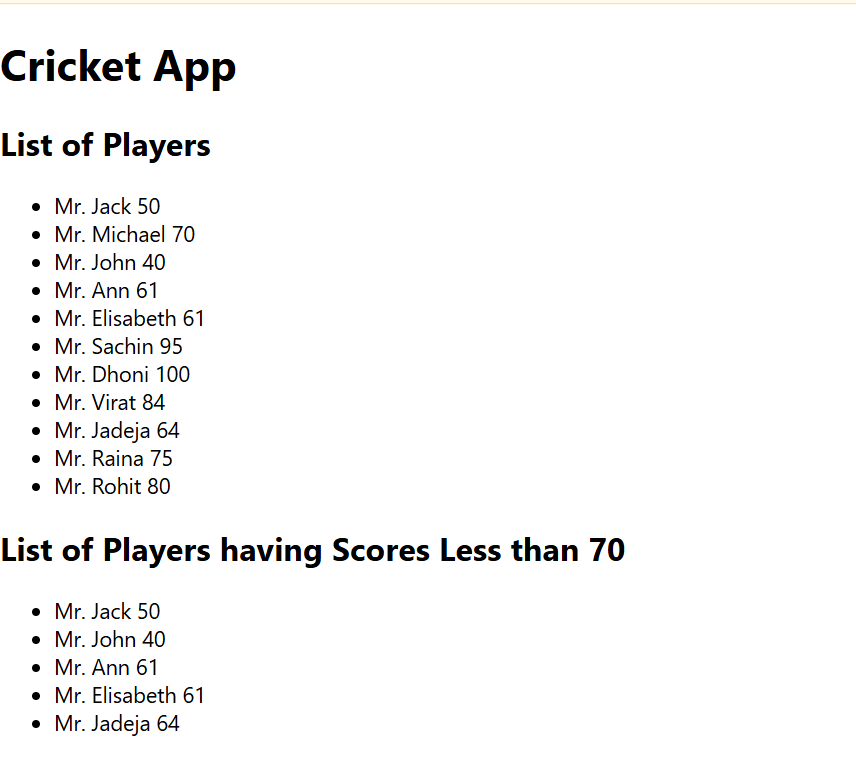 Cricket App
List of Players
Mr. Jack 50
Mr. Michael 70
Mr. John 40
Mr. Ann 61
Mr. Elisabeth 61
Mr. Sachin 95
Mr. Dhoni 100
Mr. Virat 84
Mr. Jadeja 64
Mr. Raina 75
Mr. Rohit 80
List of Players having Scores Less than 70
Mr. Jack 50
Mr. John 40
Mr. Ann 61
Mr. Elisabeth 61
Mr. Jadeja 64